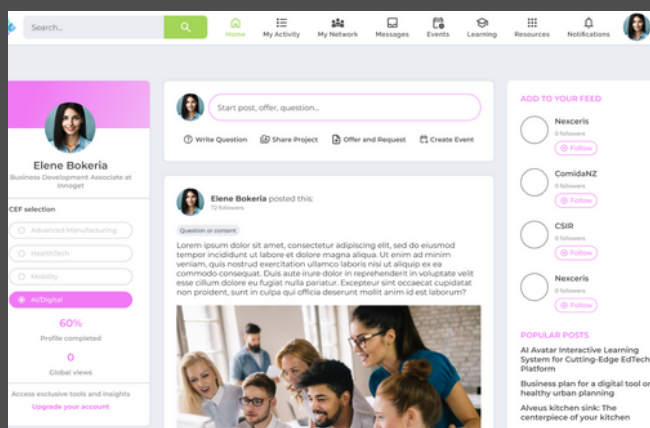 Search...
Home
My Activity
My Network
Messages
Events
Learning
Resources
Notifications
Elene Bokeria
Business Development Associate at
Innoget
CEF selection
Advanced Manufacturing
HealthTech
Mobility
AI/Digital
60%
Profile completed
0
Global views
Access exclusive tools and insights
Upgrade your account
Start post, offer, question...
Write Question
Share Project
Offer and Request
Create Event
Elene Bokeria posted this:
72 followers
Question or content
Lorem ipsum dolor sit amet, consectetur adipiscing elit, sed do eiusmod
tempor incididunt ut labore et dolore magna aliqua. Ut enim ad minim
veniam, quis nostrud exercitation ullamco laboris nisi ut aliquip ex ea
commodo consequat. Duis aute irure dolor in reprehenderit in voluptate velit
esse cillum dolore eu fugiat nulla pariatur. Excepteur sint occaecat cupidatat
non proident, sunt in culpa qui officia deserunt mollit anim id est laborum?
ADD TO YOUR FEED
Nexceris
0 followers
Follow
ComidaNZ
0 followers
Follow
CSIR
0 followers
Follow
Nexceris
0 followers
Follow
POPULAR POSTS
AI Avatar Interactive Learning
System for Cutting-Edge EdTech
Platform
Business plan for a digital tool on
healthy urban planning
Alveus kitchen sink: The
centerpiece of your kitchen